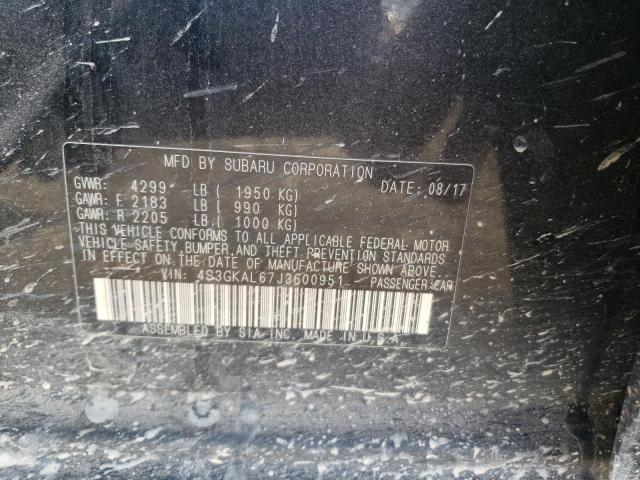 MFD. BY SUBARU CORPORATION
GVWR: 4299 LB ( 1950 KG) DATE: 08/17
GAWR: F 2183 LB ( 990 KG)
GAWR: R 2205 LB ( 1000 KG)
THIS VEHICLE CONFORMS TO ALL APPLICABLE FEDERAL MOTOR
VEHICLE SAFETY, BUMPER, AND THEFT PREVENTION STANDARDS
IN EFFECT ON THE DATE OF MANUFACTURE SHOWN ABOVE.
VIN: 4S3GKAL67J3600951 PASSENGER CAR
ASSEMBLED BY SIA, INC. MADE IN U.S.A.